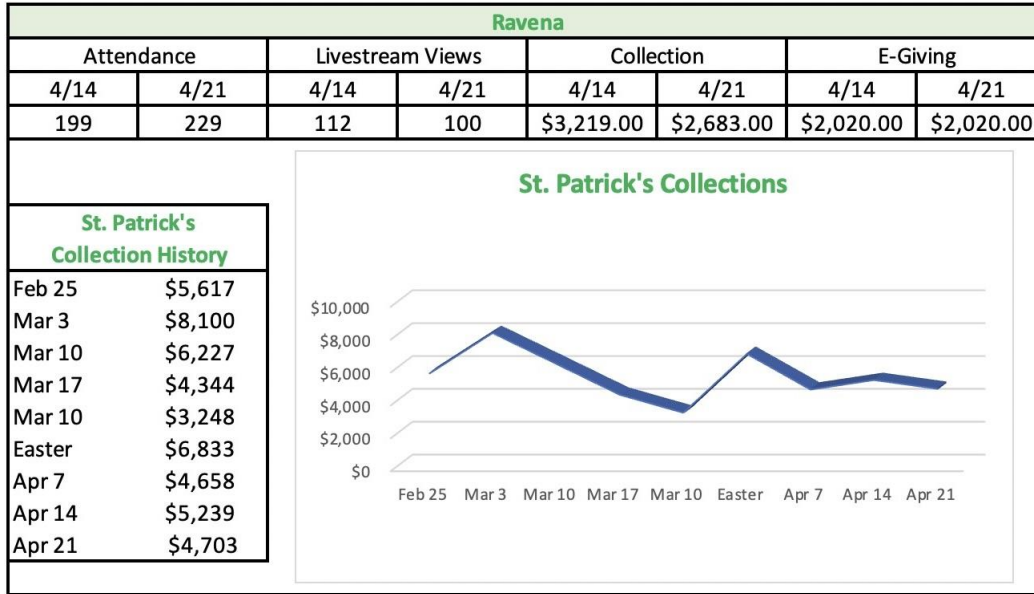 Ravena
Attendance Livestream Views Collection E-Giving
4/14 4/21 4/14 4/21 4/14 4/21 4/14 4/21
199 229 112 100 $3,219.00 $2,683.00 $2,020.00 $2,020.00
St. Patrick's
Collection History
Feb 25 $5,617
Mar 3 $8,100
Mar 10 $6,227
Mar 17 $4,344
Mar 10 $3,248
Easter $6,833
Apr 7 $4,658
Apr 14 $5,239
Apr 21 $4,703
St. Patrick's Collections
$10,000
$8,000
$6,000
$4,000
$2,000
$0
Feb 25 Mar 3 Mar 10 Mar 17 Mar 10 Easter Apr 7 Apr 14 Apr 21